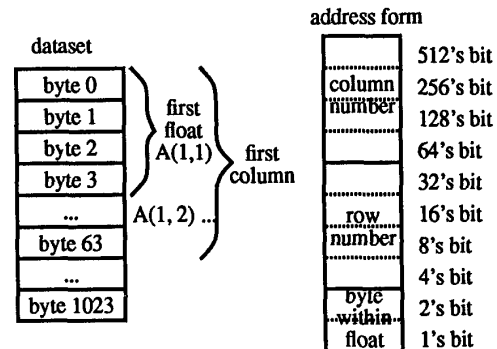 address form
dataset
byte 0
byte 1
byte 2
byte 3
...
byte 63
...
byte 1023
first
float
A(1,1)
A(1, 2) ...
first
column
column
number
row
number
byte
within
float
512's bit
256's bit
128's bit
64's bit
32's bit
16's bit
8's bit
4's bit
2's bit
1's bit